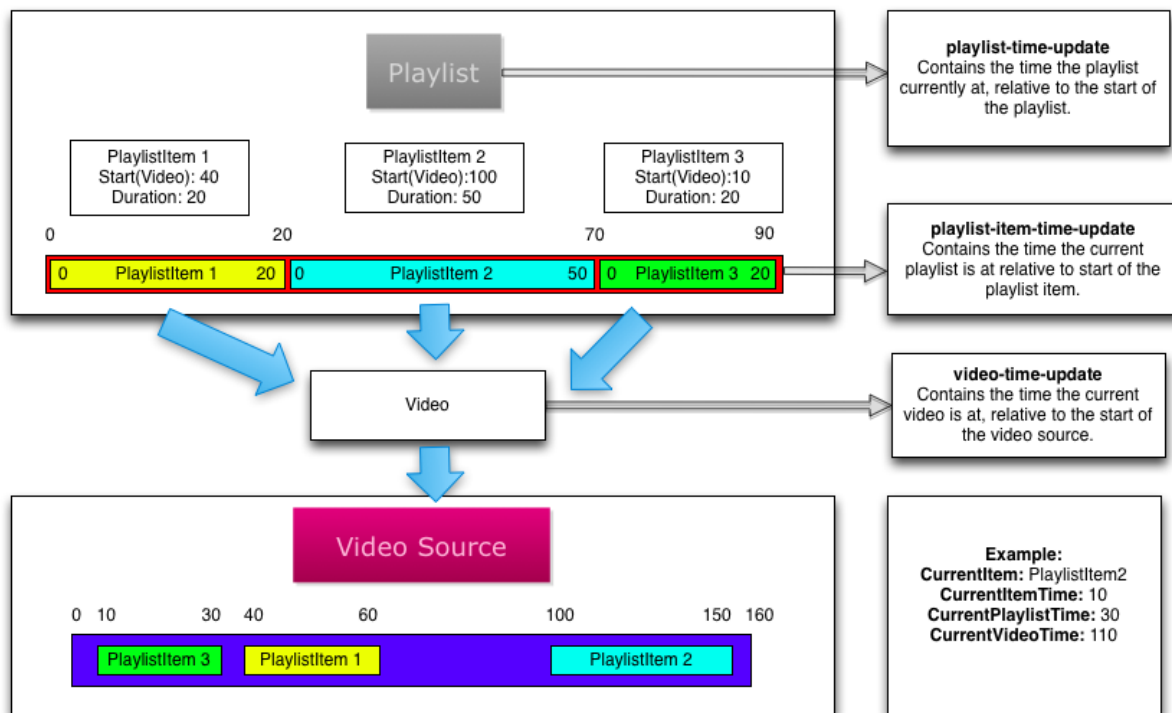 Playlist
playlist-time-update
Contains the time the playlist
currently at, relative to the start of
the playlist.
PlaylistItem 1
Start(Video): 40
Duration: 20
PlaylistItem 2
Start(Video):100
Duration: 50
PlaylistItem 3
Start(Video):10
Duration: 20
0 20 70 90
0 PlaylistItem 1 20 0 PlaylistItem 2 50 0 PlaylistItem 3 20
playlist-item-time-update
Contains the time the current
playlist is at relative to start of the
playlist item.
Video
video-time-update
Contains the time the current
video is at, relative to the start of
the video source.
Video Source
0 10 30 40 60 100 150 160
PlaylistItem 3 PlaylistItem 1 PlaylistItem 2
Example:
CurrentItem: PlaylistItem2
CurrentItemTime: 10
CurrentPlaylistTime: 30
CurrentVideoTime: 110